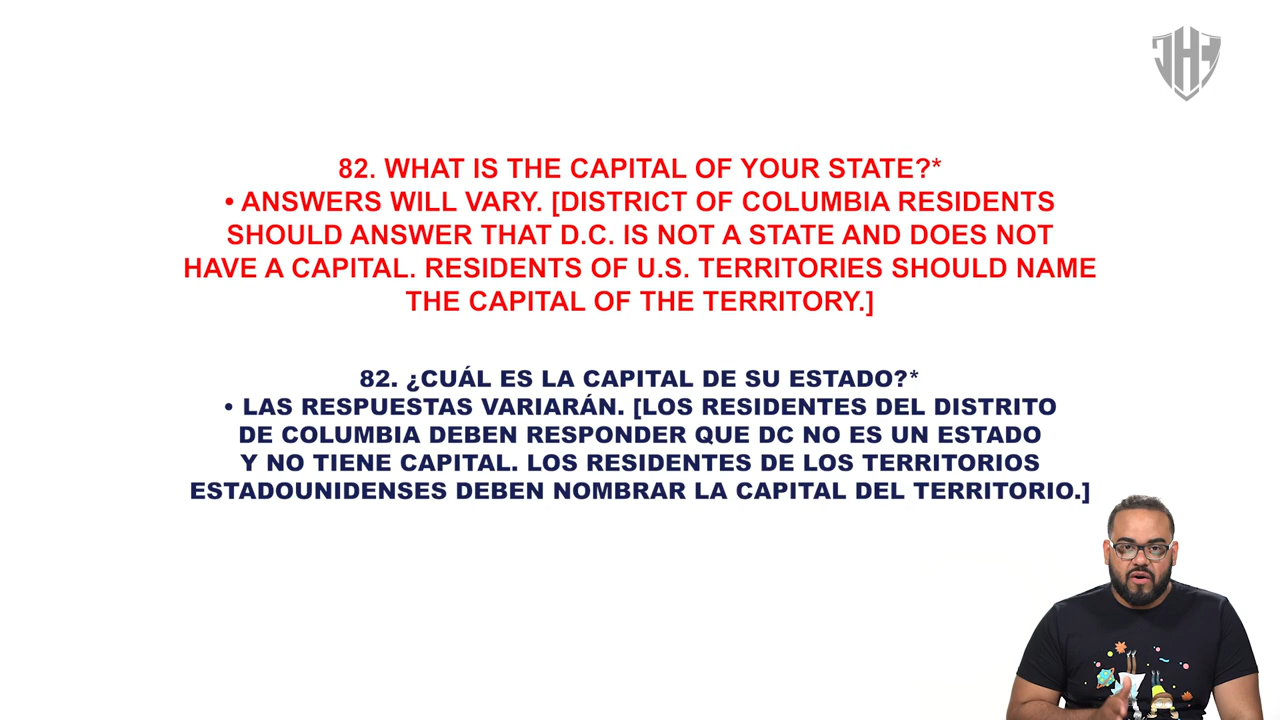 JHE
82. WHAT IS THE CAPITAL OF YOUR STATE?*
• ANSWERS WILL VARY. [DISTRICT OF COLUMBIA RESIDENTS
SHOULD ANSWER THAT D.C. IS NOT A STATE AND DOES NOT
HAVE A CAPITAL. RESIDENTS OF U.S. TERRITORIES SHOULD NAME
THE CAPITAL OF THE TERRITORY.]
82. ¿CUÁL ES LA CAPITAL DE SU ESTADO?*
• LAS RESPUESTAS VARIARÁN. [LOS RESIDENTES DEL DISTRITO
DE COLUMBIA DEBEN RESPONDER QUE DC NO ES UN ESTADO
Y NO TIENE CAPITAL. LOS RESIDENTES DE LOS TERRITORIOS
ESTADOUNIDENSES DEBEN NOMBRAR LA CAPITAL DEL TERRITORIO.]